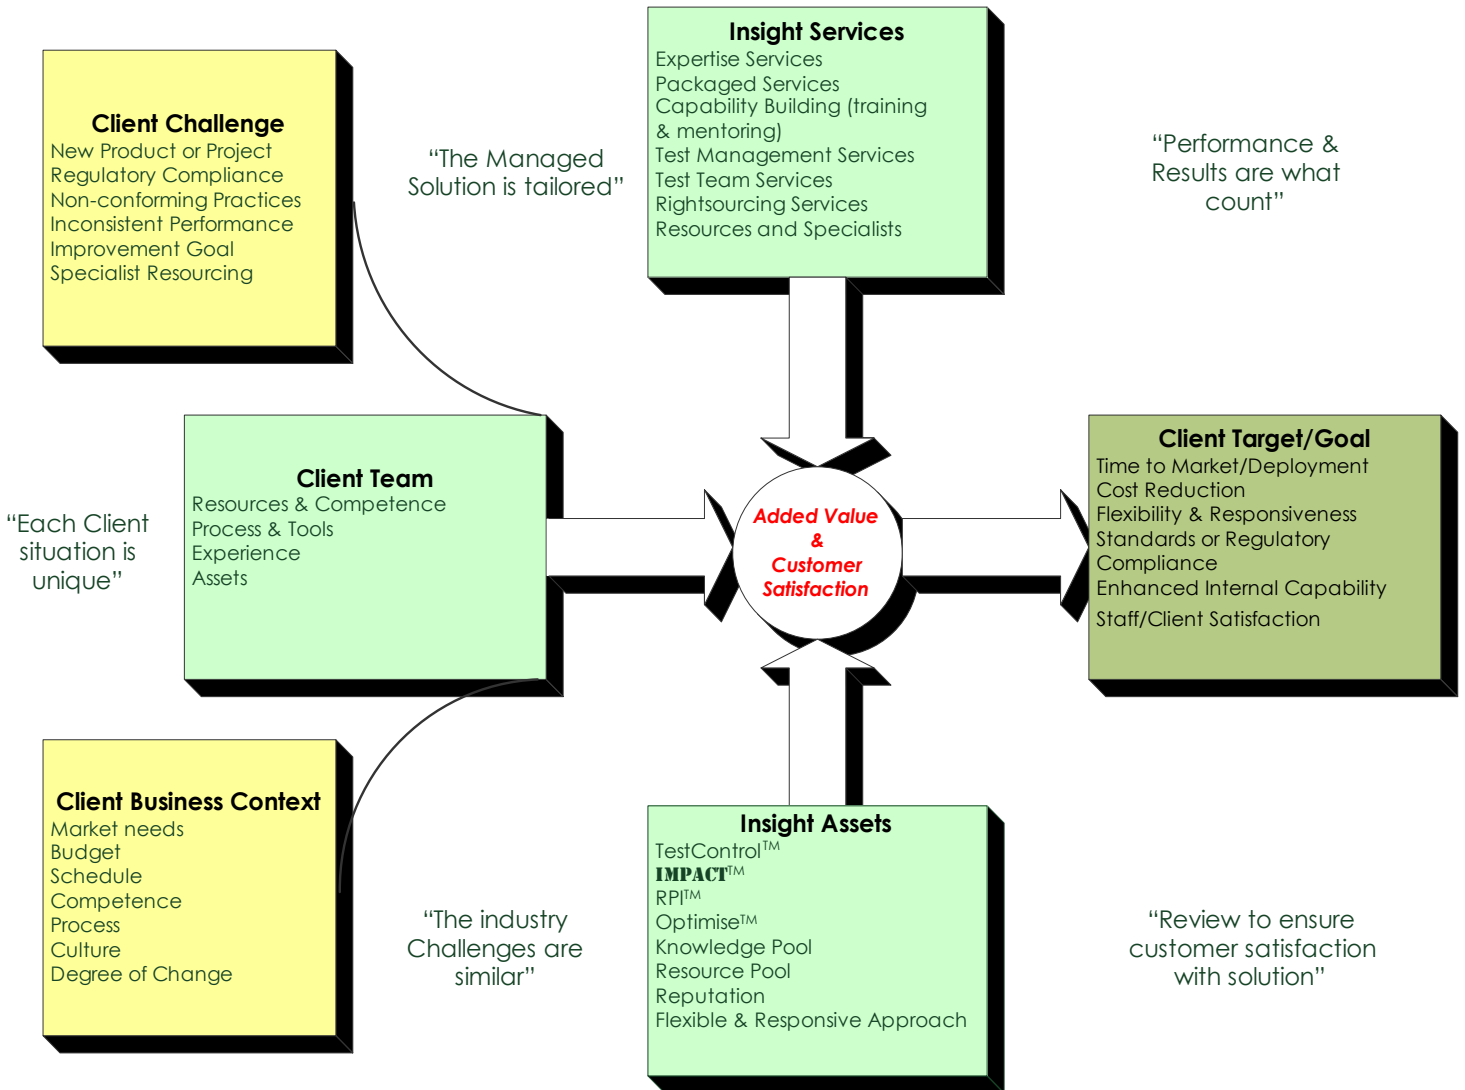 Insight Services
Expertise Services
Packaged Services
Capability Building (training
& mentoring)
Test Management Services
Test Team Services
Rightsourcing Services
Resources and Specialists
Client Challenge
New Product or Project
Regulatory Compliance
Non-conforming Practices
Inconsistent Performance
Improvement Goal
Specialist Resourcing
“The Managed
Solution is tailored”
“Performance &
Results are what
count”
“Each Client
situation is
unique”
Client Team
Resources & Competence
Process & Tools
Experience
Assets
Added Value
&
Customer
Satisfaction
Client Target/Goal
Time to Market/Deployment
Cost Reduction
Flexibility & Responsiveness
Standards or Regulatory
Compliance
Enhanced Internal Capability
Staff/Client Satisfaction
Client Business Context
Market needs
Budget
Schedule
Competence
Process
Culture
Degree of Change
“The industry
Challenges are
similar”
Insight Assets
TestControl™
IMPACT™
RPI™
Optimise™
Knowledge Pool
Resource Pool
Reputation
Flexible & Responsive Approach
“Review to ensure
customer satisfaction
with solution”